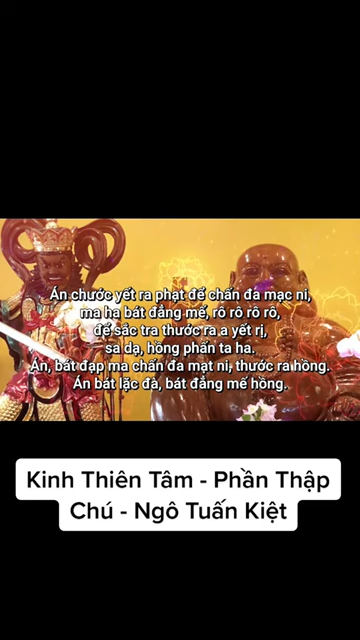 Án chước yết ra phạt để chấn đa mạc ni,
ma hạ bát đẳng mế, rô rô rô rô,
để sắc tra thước ra a yết rị,
sa dạ, hồng phấn ta ha.
Án, bát đạp ma chấn đa mạt ni, thước ra hồng.
Án bát lặc đà, bát đẳng mế hồng.
Kinh Thiên Tâm - Phần Thập
Chú - Ngô Tuấn Kiệt